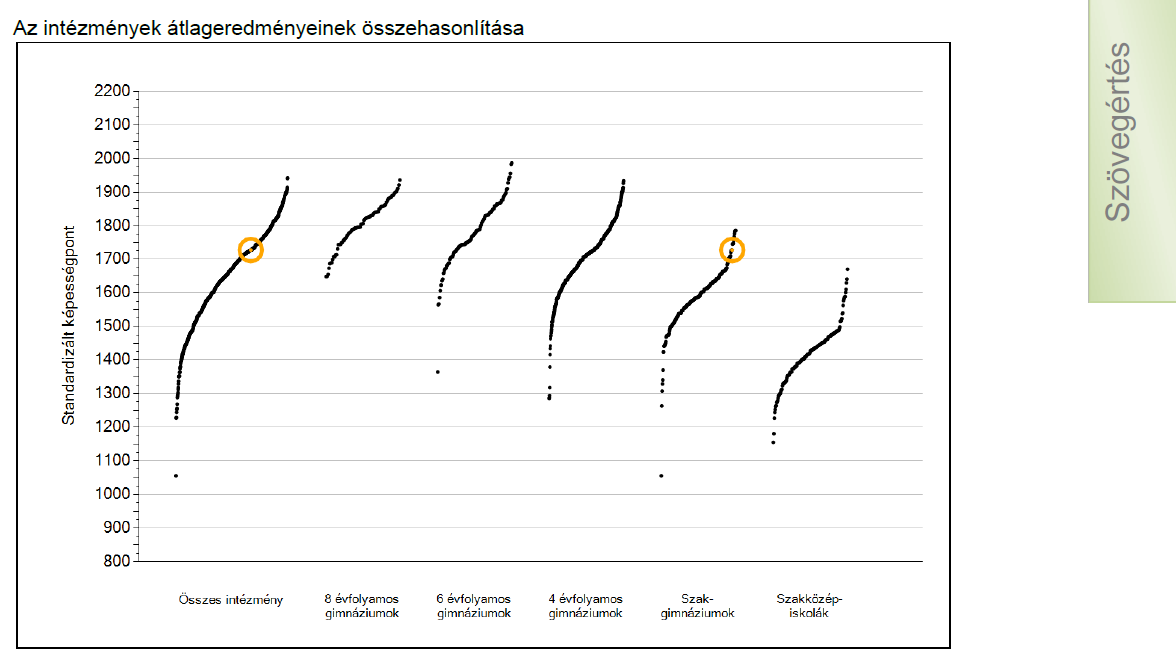 Az intézmények átlageredményeinek összehasonlítása
Szövegértés
Standardizált képességpont
2200
2100
2000
1900
1800
1700
1600
1500
1400
1300
1200
1100
1000
900
800
Összes intézmény
8 évfolyamos
gimnáziumok
6 évfolyamos
gimnáziumok
4 évfolyamos
gimnáziumok
Szak-
gimnáziumok
Szakközép-
iskolák